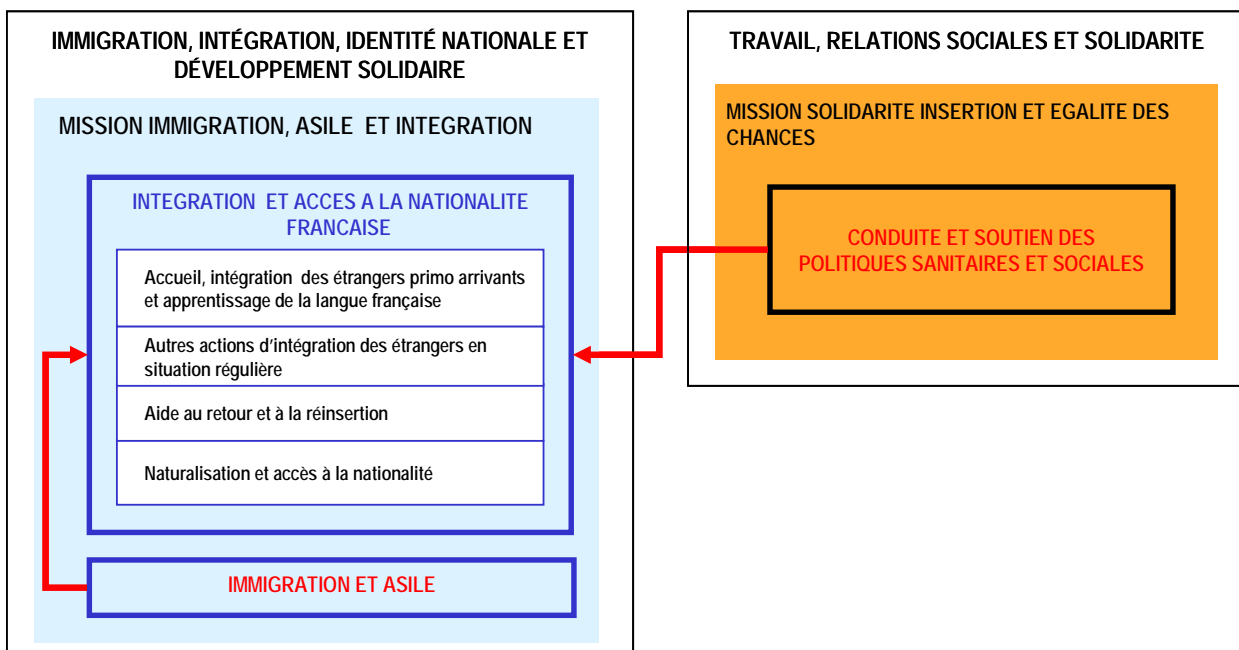 IMMIGRATION, INTÉGRATION, IDENTITÉ NATIONALE ET
DÉVELOPPEMENT SOLIDAIRE
MISSION IMMIGRATION, ASILE ET INTEGRATION
INTEGRATION ET ACCES A LA NATIONALITE
FRANCAISE
Accueil, intégration des étrangers primo arrivants
et apprentissage de la langue française
Autres actions d'intégration des étrangers en
situation régulière
Aide au retour et à la réinsertion
Naturalisation et accès à la nationalité
IMMIGRATION ET ASILE
TRAVAIL, RELATIONS SOCIALES ET SOLIDARITE
MISSION SOLIDARITE INSERTION ET EGALITE DES
CHANCES
CONDUITE ET SOUTIEN DES
POLITIQUES SANITAIRES ET SOCIALES